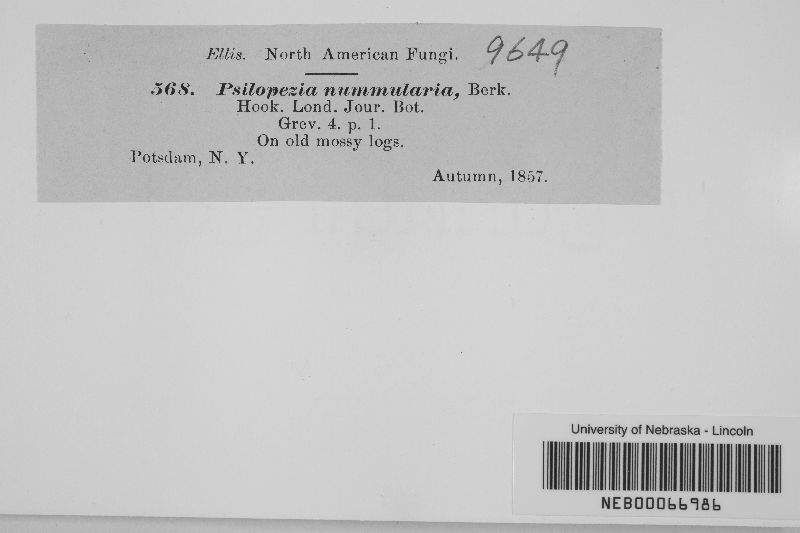 Ellis. North American Fungi. 9649
568. Psilopezia nummularia, Berk.
Hook. Lond. Jour. Bot.
Grev. 4. p. 1.
On old mossy logs.
Potsdam, N. Y.
Autumn, 1857.
University of Nebraska - Lincoln
NEB00066986